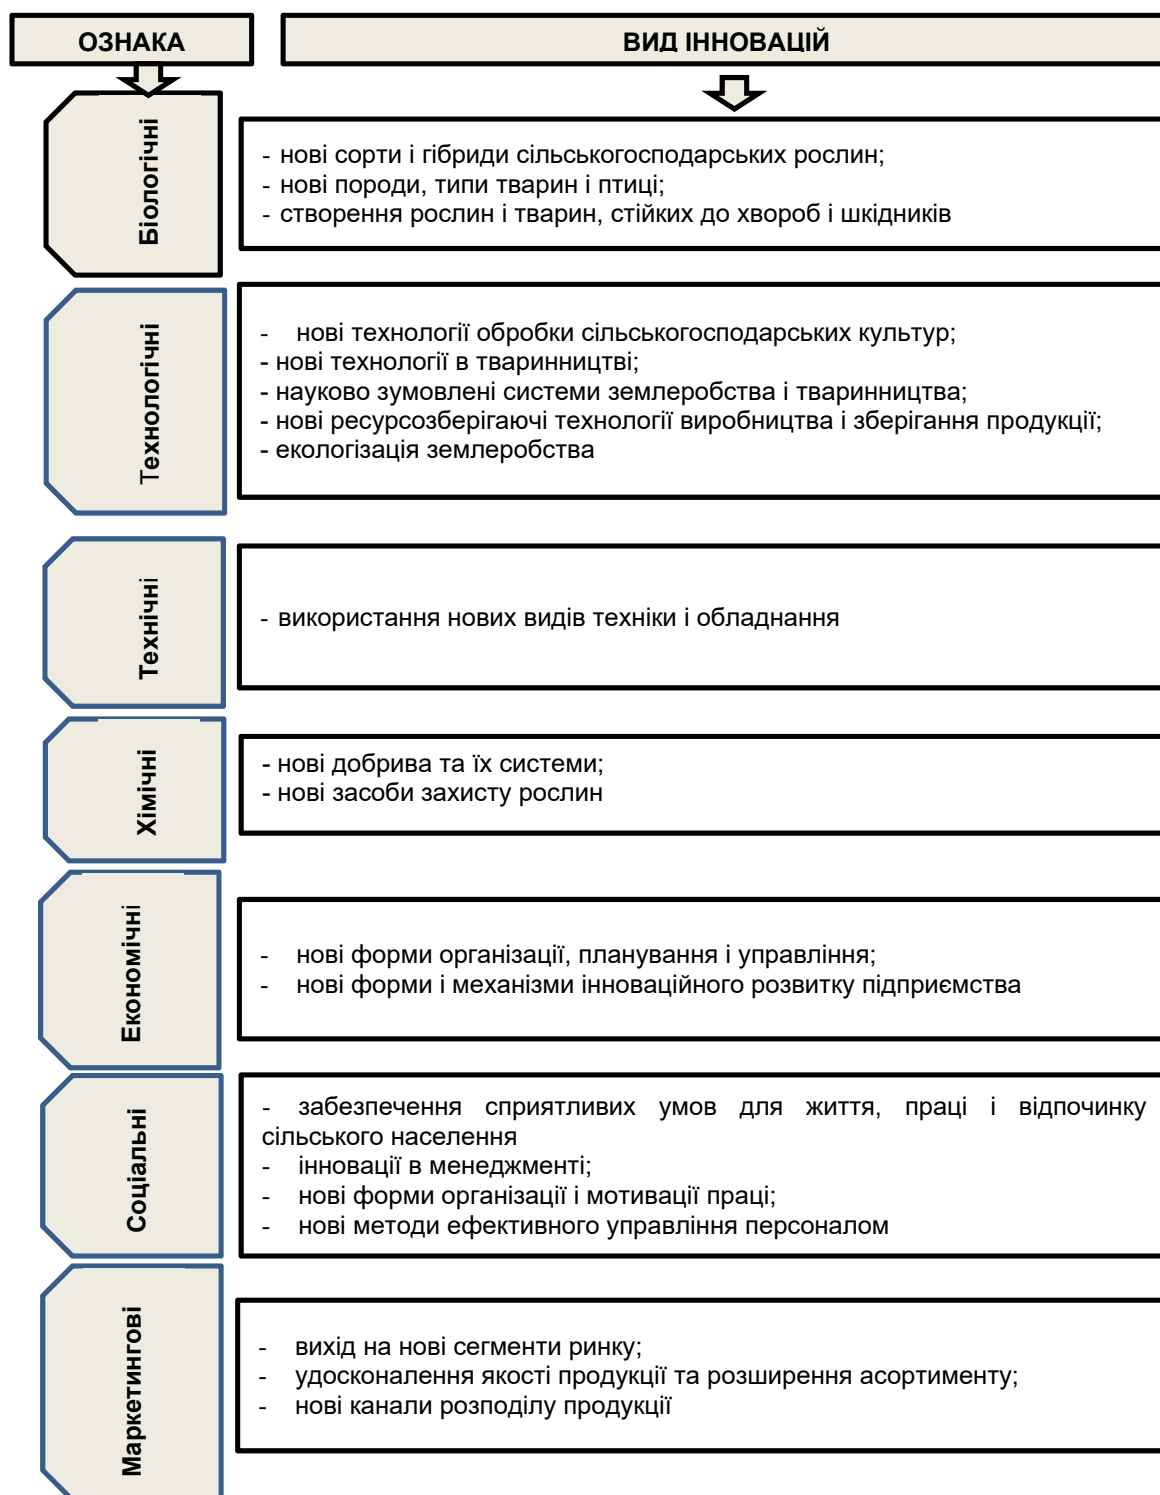 ОЗНАКА
ВИД ІННОВАЦІЙ
Біологічні
- нові сорти і гібриди сільськогосподарських рослин;
- нові породи, типи тварин і птиці;
- створення рослин і тварин, стійких до хвороб і шкідників
Технологічні
- нові технології обробки сільськогосподарських культур;
- нові технології в тваринництві;
- науково зумовлені системи землеробства і тваринництва;
- нові ресурсозберігаючі технології виробництва і зберігання продукції;
- екологізація землеробства
Технічні
- використання нових видів техніки і обладнання
Хімічні
- нові добрива та їх системи;
- нові засоби захисту рослин
Економічні
- нові форми організації, планування і управління;
- нові форми і механізми інноваційного розвитку підприємства
Соціальні
- забезпечення сприятливих умов для життя, праці і відпочинку
сільського населення
- інновації в менеджменті;
- нові форми організації і мотивації праці;
- нові методи ефективного управління персоналом
Маркетингові
- вихід на нові сегменти ринку;
- удосконалення якості продукції та розширення асортименту;
- нові канали розподілу продукції